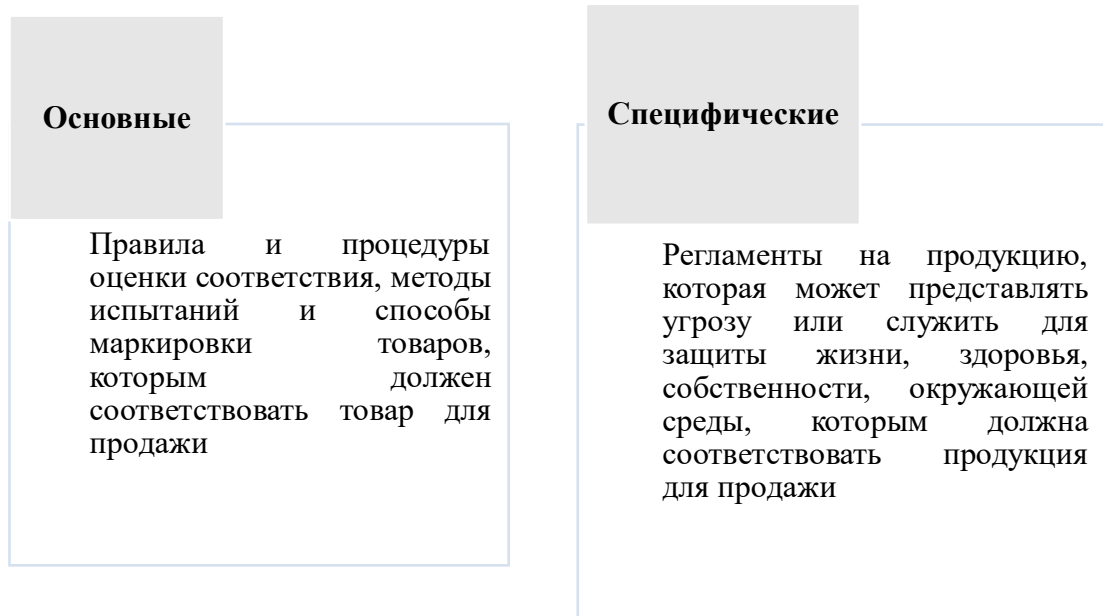 Основные
Правила и процедуры
оценки соответствия, методы
испытаний и способы
маркировки товаров,
которым должен
соответствовать товар для
продажи
Специфические
Регламенты на продукцию,
которая может представлять
угрозу или служить для
защиты жизни, здоровья,
собственности, окружающей
среды, которым должна
соответствовать продукция
для продажи